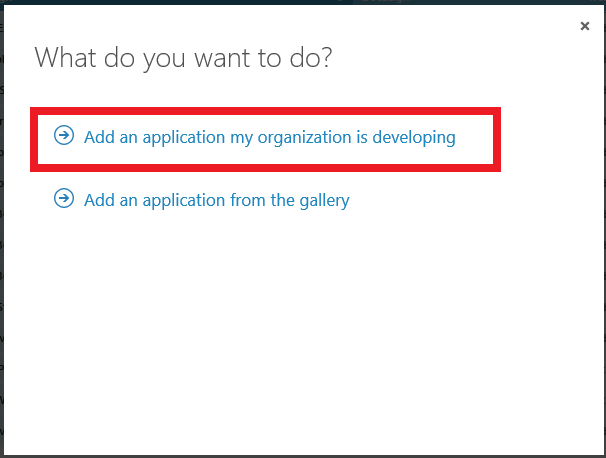 What do you want to do?
Add an application my organization is developing
Add an application from the gallery